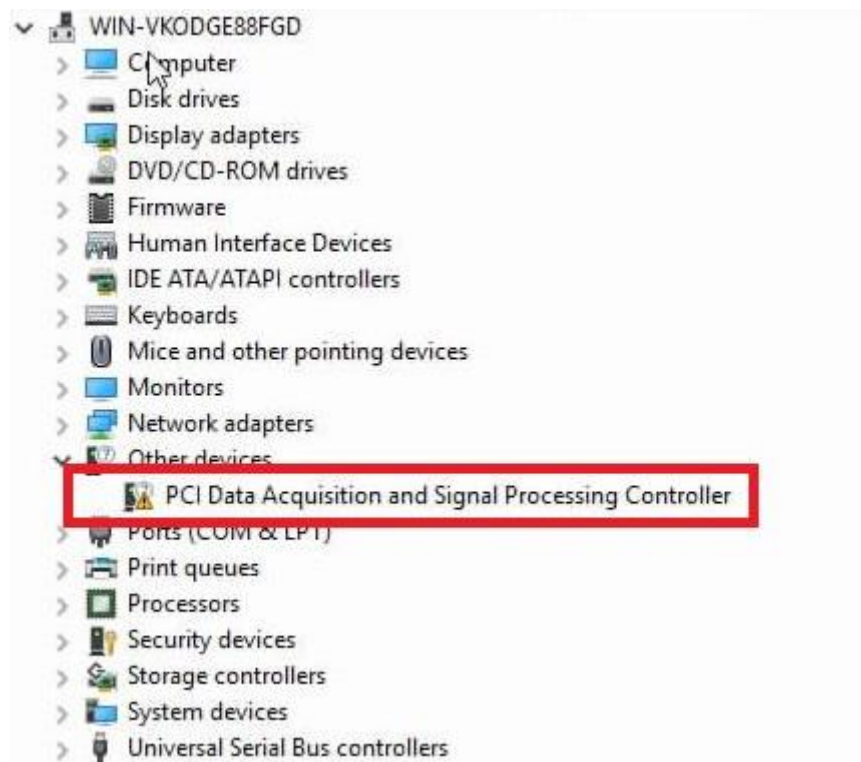 WIN-VKODGE88FGD
Computer
Disk drives
Display adapters
DVD/CD-ROM drives
Firmware
Human Interface Devices
IDE ATA/ATAPI controllers
Keyboards
Mice and other pointing devices
Monitors
Network adapters
Other devices
PCI Data Acquisition and Signal Processing Controller
Ports (COM & LPT)
Print queues
Processors
Security devices
Storage controllers
System devices
Universal Serial Bus controllers